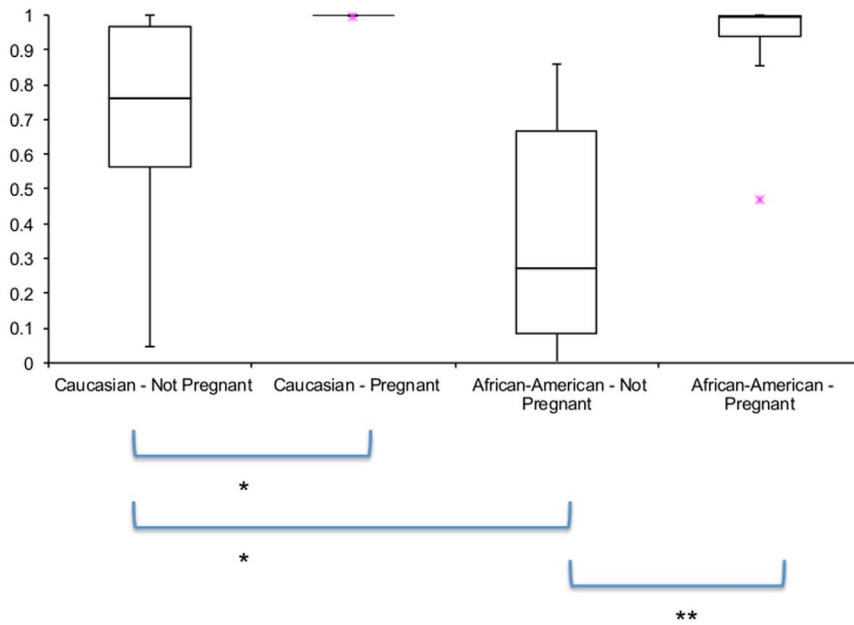 1
0.9
0.8
0.7
0.6
0.5
0.4
0.3
0.2
0.1
0
Caucasian - Not Pregnant
Caucasian - Pregnant
African-American - Not
Pregnant
African-American -
Pregnant
*
*
**